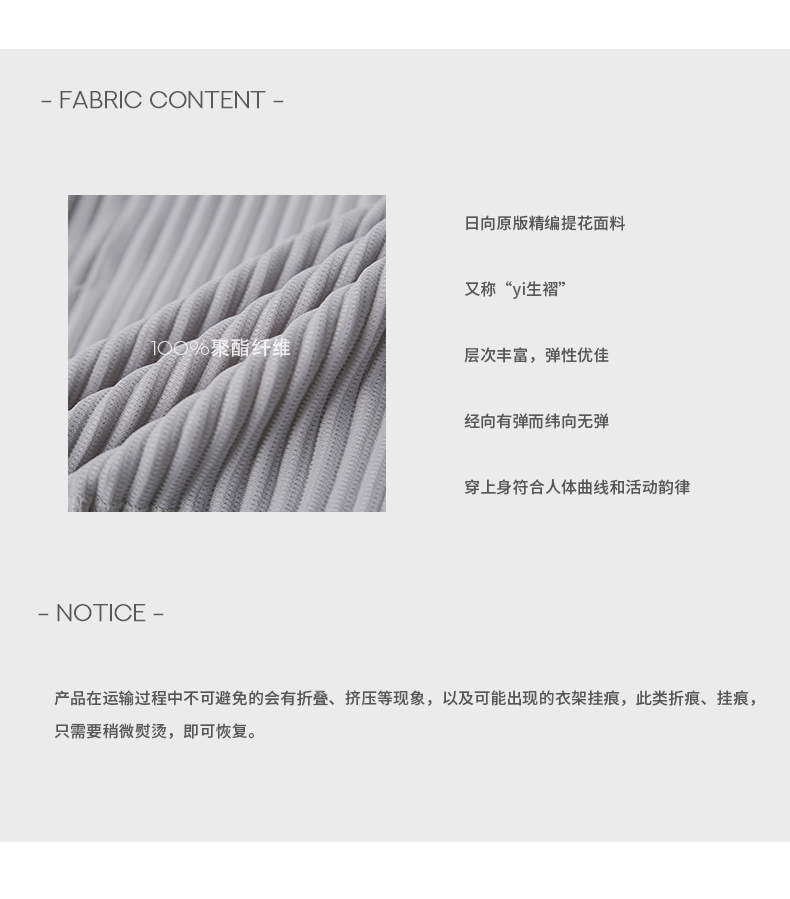 – FABRIC CONTENT –
100%聚酯纤维
日向原版精编提花面料
又称“yi生褶”
层次丰富，弹性优佳
经向有弹而纬向无弹
穿上身符合人体曲线和活动韵律
– NOTICE –
产品在运输过程中不可避免的会有折叠、挤压等现象，以及可能出现的衣架挂痕，此类折痕、挂痕，
只需要稍微熨烫，即可恢复。